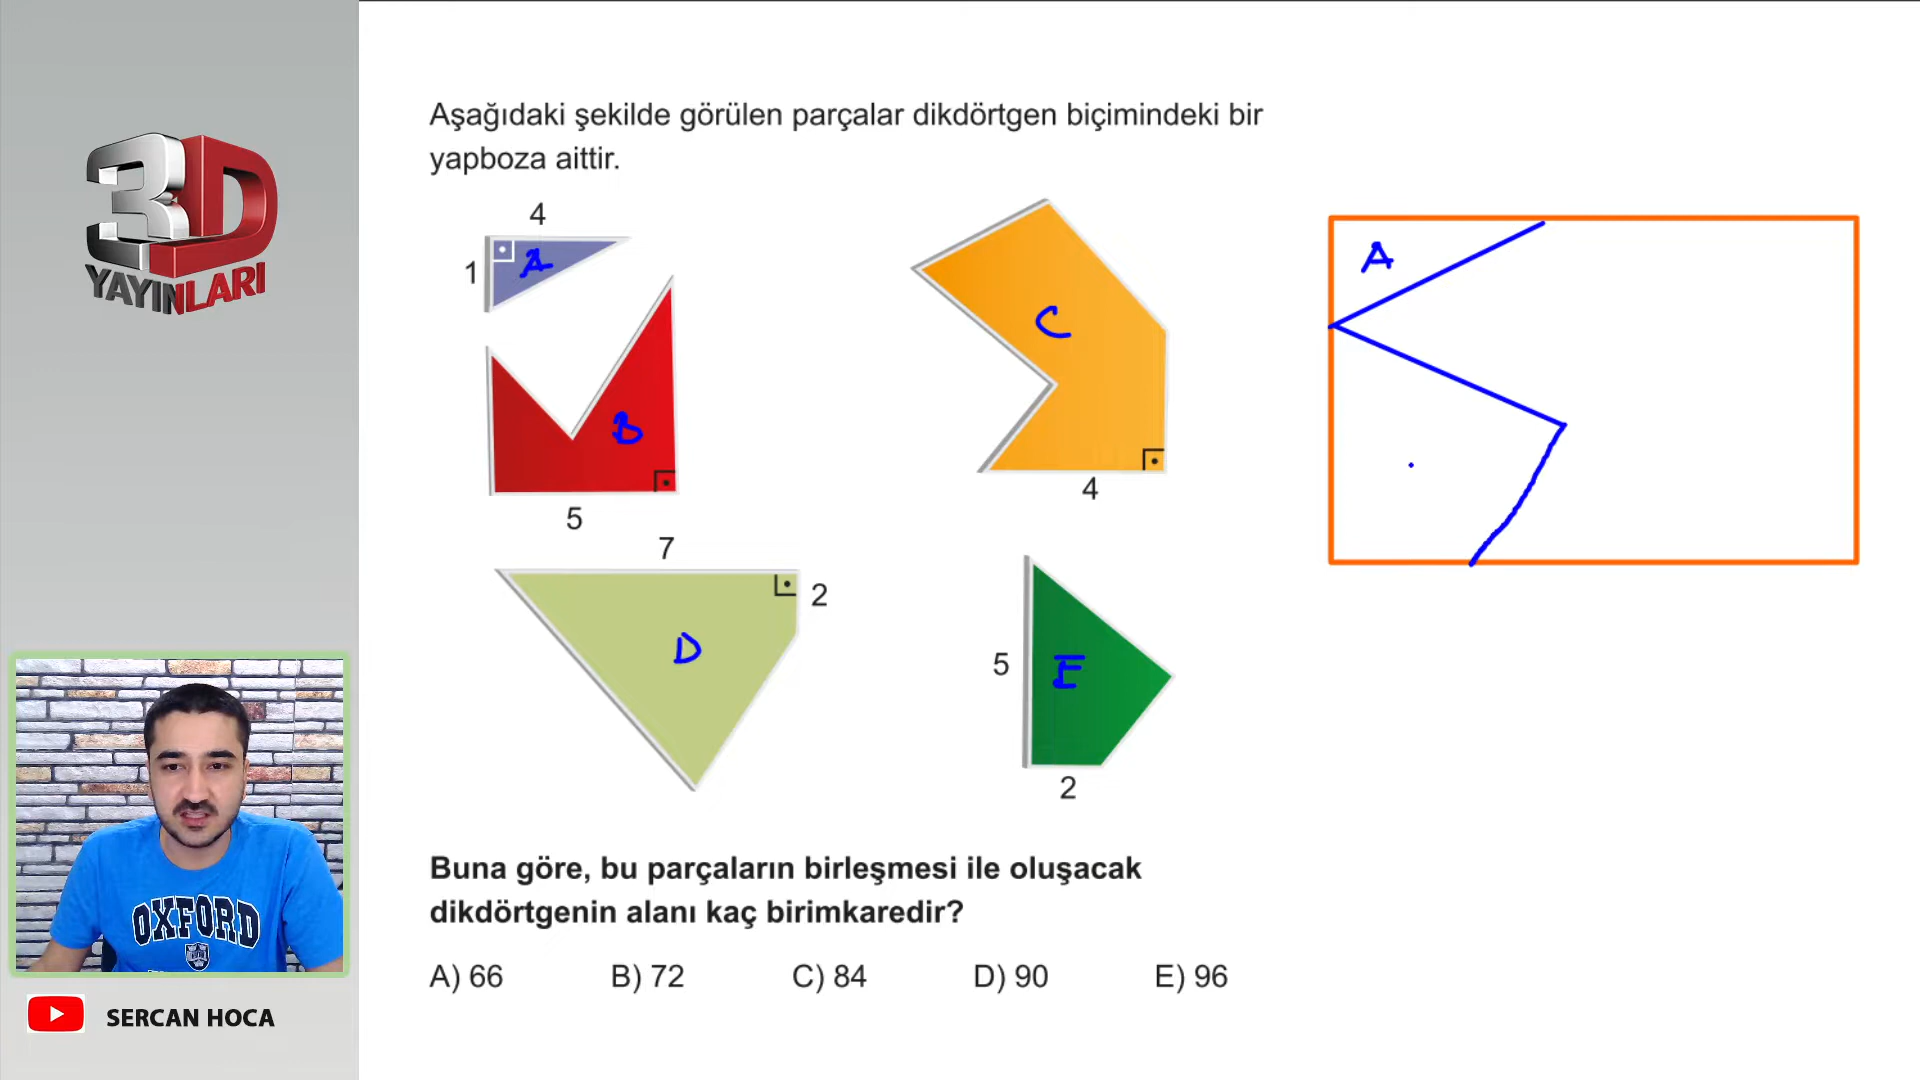 3D
YAYINLARI
Aşağıdaki şekilde görülen parçalar dikdörtgen biçimindeki bir
yapboza aittir.
4
1
A
B
5
C
4
7
2
D
5
E
2
A
Buna göre, bu parçaların birleşmesi ile oluşacak
dikdörtgenin alanı kaç birimkaredir?
A) 66 B) 72 C) 84 D) 90 E) 96
OXFORD
SERCAN HOCA